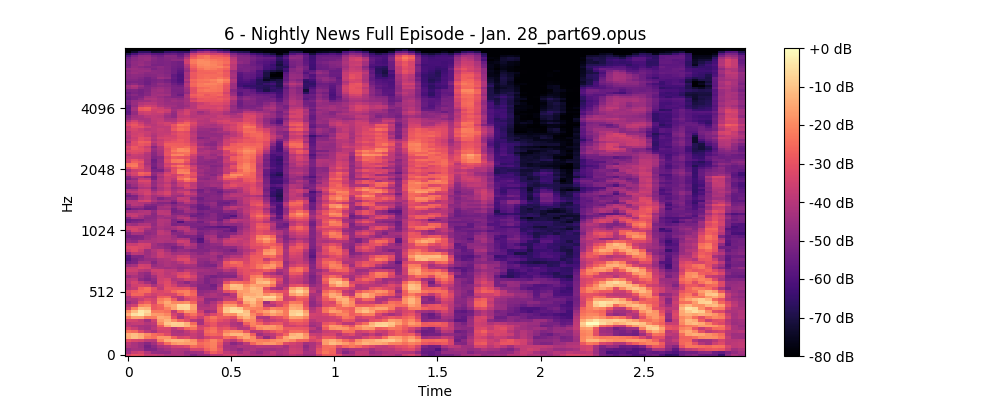 6 - Nightly News Full Episode - Jan. 28_part69.opus
Hz
4096
2048
1024
512
0
0
0.5
1
1.5
2
2.5
Time
+0 dB
-10 dB
-20 dB
-30 dB
-40 dB
-50 dB
-60 dB
-70 dB
-80 dB